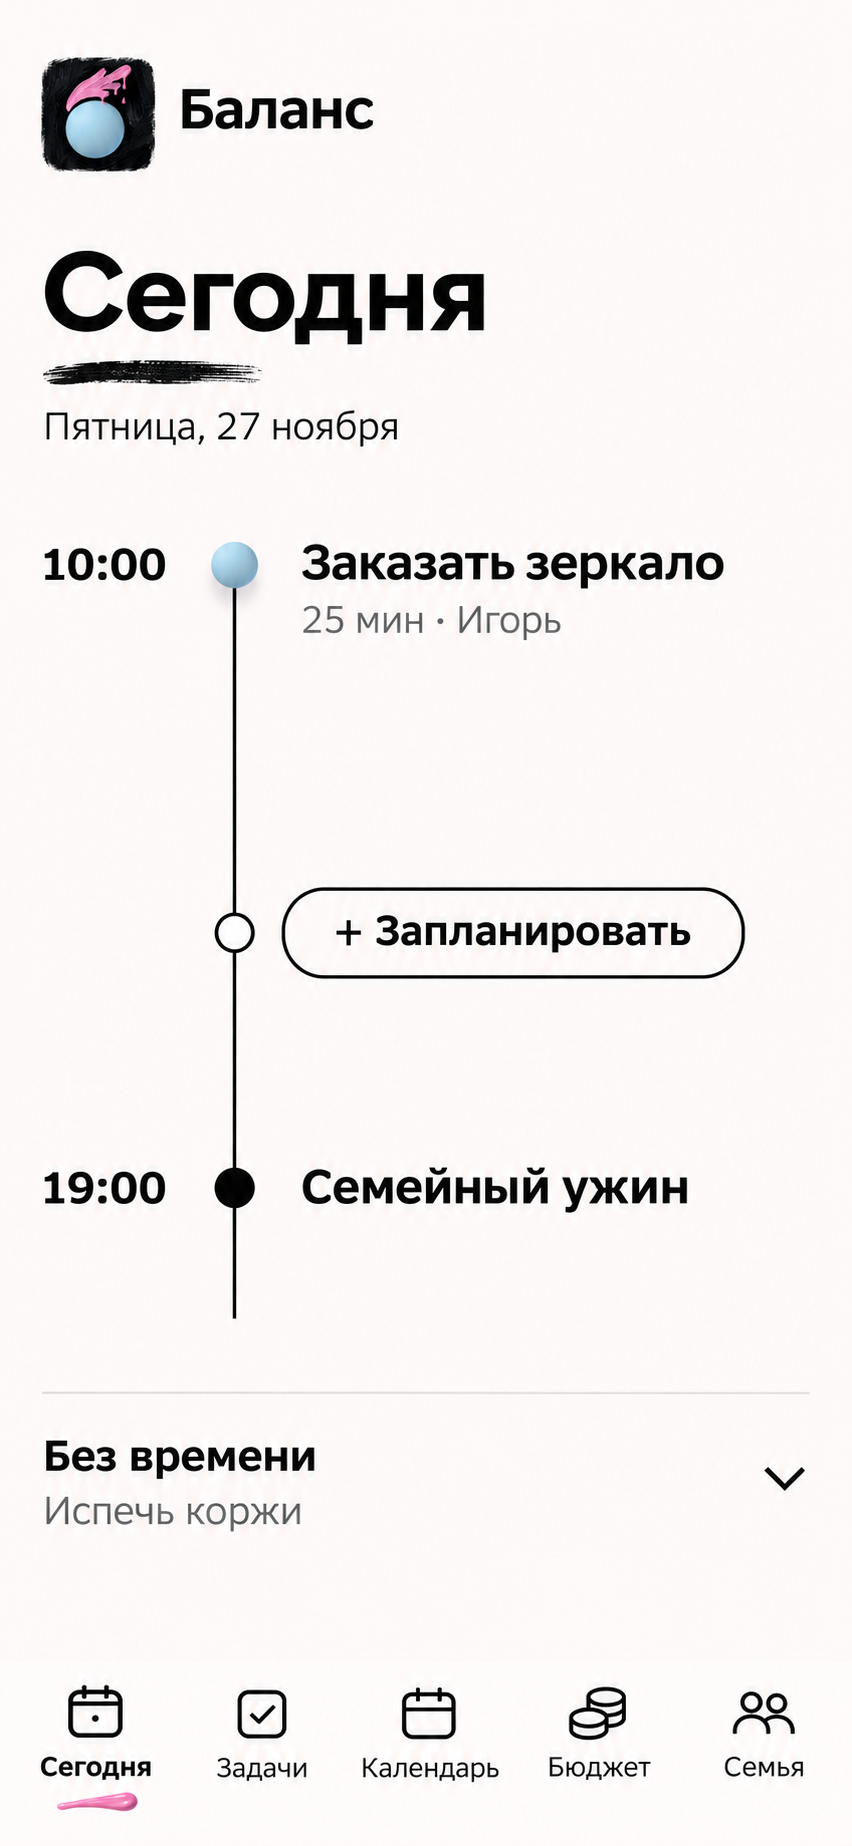 Баланс
Сегодня
Пятница, 27 ноября
10:00 Заказать зеркало
25 мин • Игорь
+ Запланировать
19:00 Семейный ужин
Без времени
Испечь коржи
Сегодня Задачи Календарь Бюджет Семья